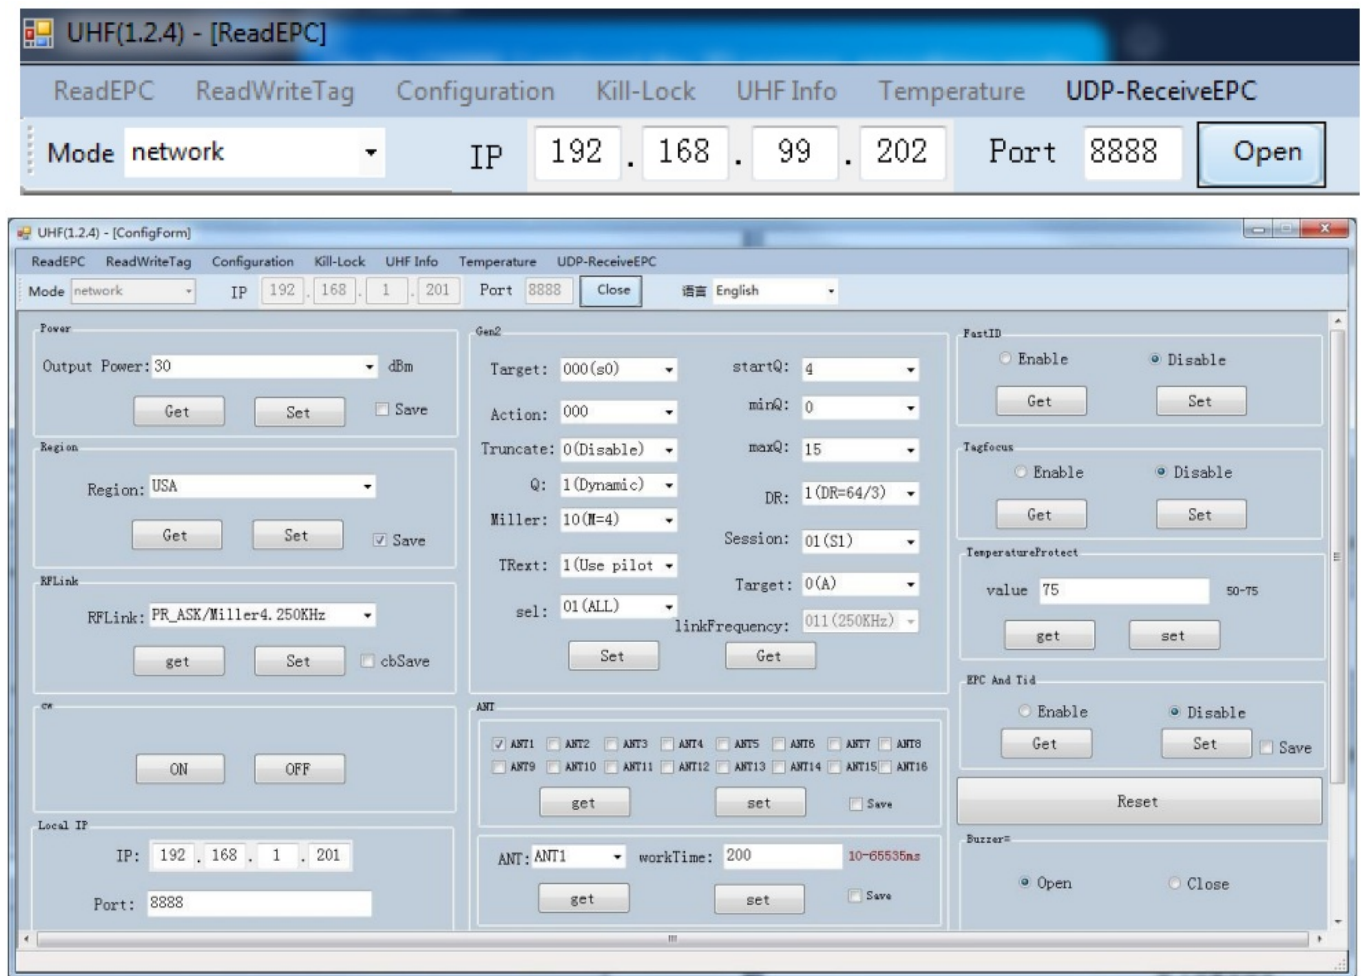 UHF(1.2.4) - [ReadEPC]
ReadEPC ReadWriteTag Configuration Kill-Lock UHF Info Temperature UDP-ReceiveEPC
Mode network IP 192 . 168 . 99 . 202 Port 8888 Open
UHF(1.2.4) - [ConfigForm]
ReadEPC ReadWriteTag Configuration Kill-Lock UHF Info Temperature UDP-ReceiveEPC
Mode network IP 192 . 168 . 1 . 201 Port 8888 Close 语言 English
Power
Output Power: 30 dBm
Get Set Save
Region
Region: USA
Get Set Save
RFLink
RFLink: PR_ASK/Miller4.250KHz
get Set cbSave
cw
ON OFF
Local IP
IP: 192 . 168 . 1 . 201
Port: 8888
Gen2
Target: 000(s0) startQ: 4
Action: 000 minQ: 0
Truncate: 0(Disable) maxQ: 15
Q: 1(Dynamic) DR: 1(DR=64/3)
Miller: 10(M=4) Session: 01(S1)
TRext: 1(Use pilot Target: 0(A)
sel: 01(ALL) linkFrequency: 011(250KHz)
Set Get
ANT
ANT1 ANT2 ANT3 ANT4 ANT5 ANT6 ANT7 ANT8
ANT9 ANT10 ANT11 ANT12 ANT13 ANT14 ANT15 ANT16
get set Save
ANT: ANT1 workTime: 200 10-65535ms
get set Save
FastID
Enable Disable
Get Set
Tagfocus
Enable Disable
Get Set
TemperatureProtect
value 75 50-75
get set
EPC And Tid
Enable Disable
Get Set Save
Reset
Buzzer=
Open Close